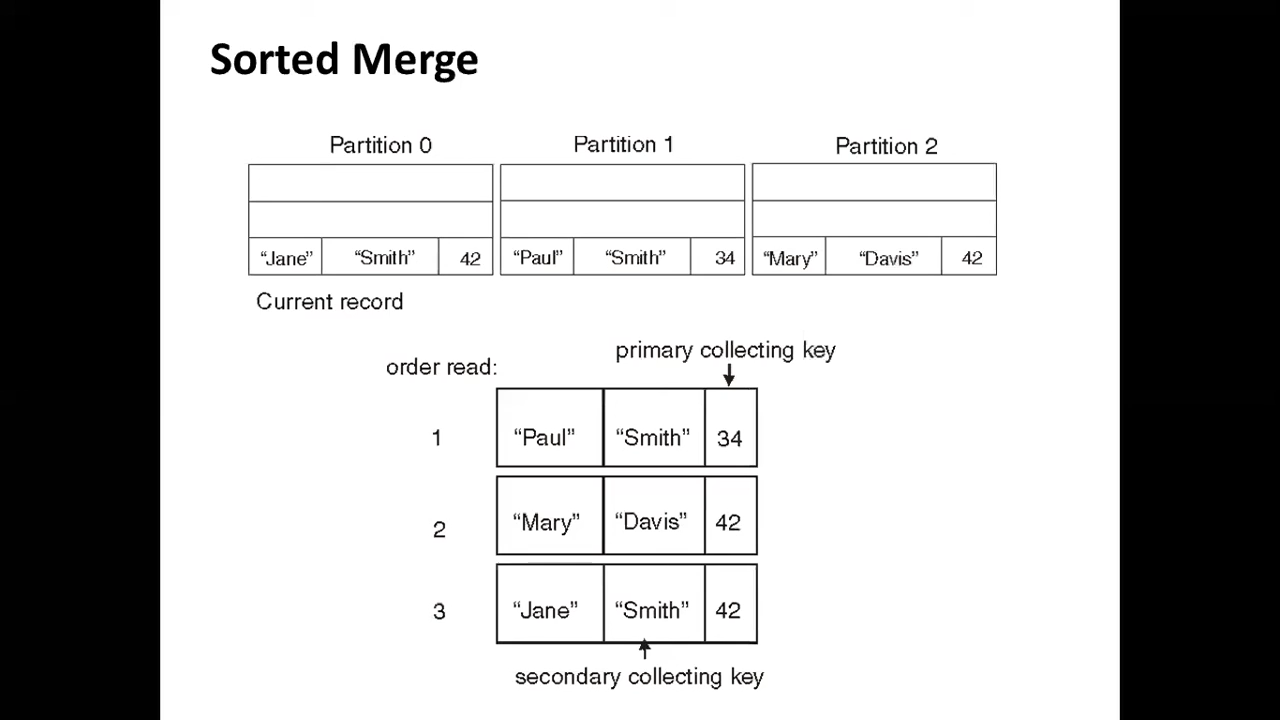 Sorted Merge
Partition 0 Partition 1 Partition 2
“Jane” “Smith” 42 “Paul” “Smith” 34 “Mary” “Davis” 42
Current record
primary collecting key
order read:
1 “Paul” “Smith” 34
2 “Mary” “Davis” 42
3 “Jane” “Smith” 42
secondary collecting key